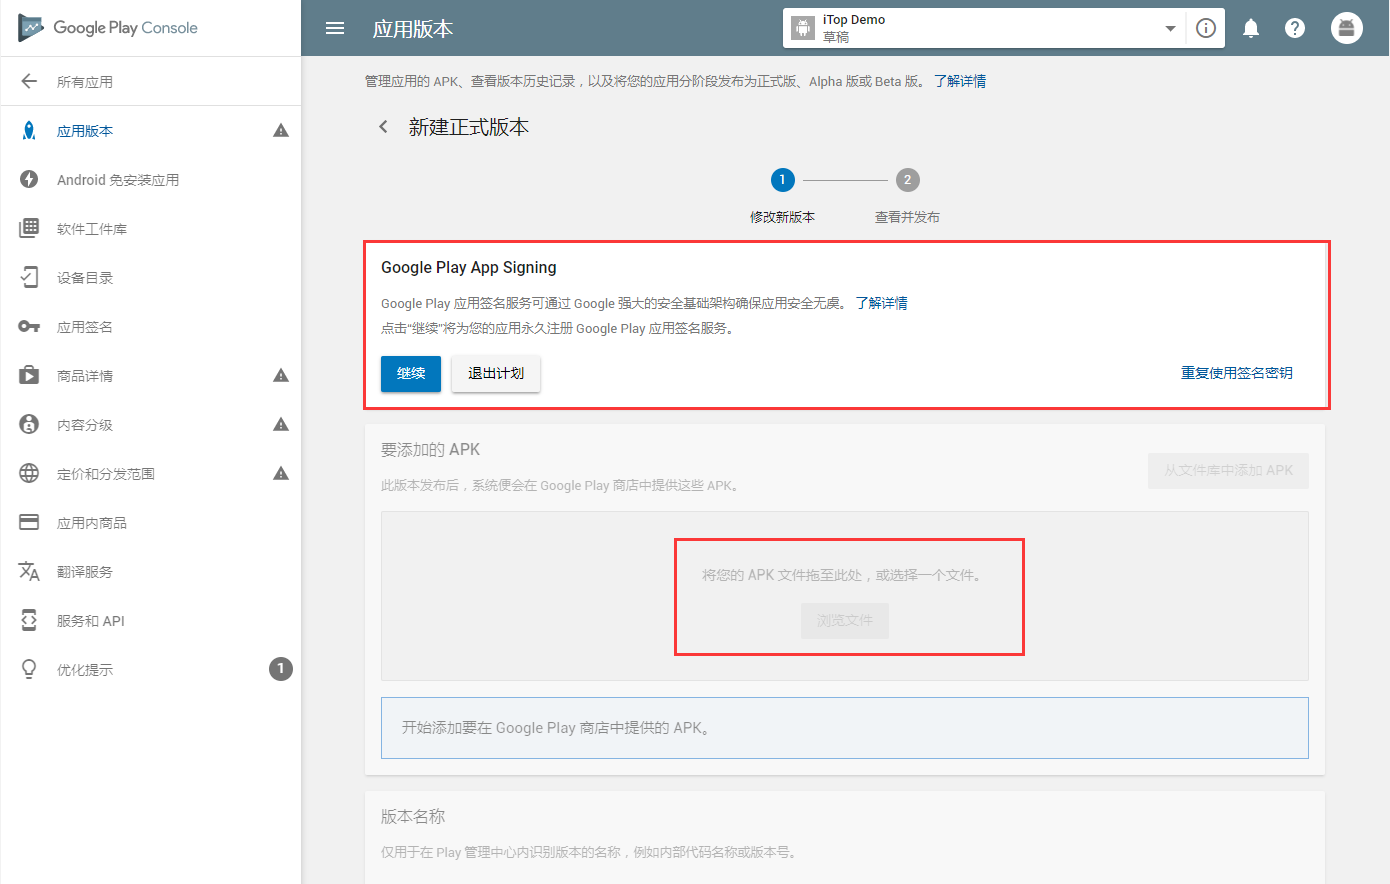 Google Play Console
所有应用
应用版本
Android 免安装应用
软件工件库
设备目录
应用签名
商品详情
内容分级
定价和分发范围
应用内商品
翻译服务
服务和 API
优化提示
1
应用版本
iTop Demo
草稿
管理应用的 APK、查看版本历史记录，以及将您的应用分阶段发布为正式版、Alpha 版或 Beta 版。 了解详情
新建正式版本
1
2
修改新版本
查看并发布
Google Play App Signing
Google Play 应用签名服务可通过 Google 强大的安全基础架构确保应用安全无虞。 了解详情
点击“继续”将为您的应用永久注册 Google Play 应用签名服务。
继续
退出计划
重复使用签名密钥
要添加的 APK
从文件库中添加 APK
此版本发布后，系统便会在 Google Play 商店中提供这些 APK。
将您的 APK 文件拖至此处，或选择一个文件。
浏览文件
开始添加要在 Google Play 商店中提供的 APK。
版本名称
仅用于在 Play 管理中心内识别版本的名称，例如内部代码名称或版本号。